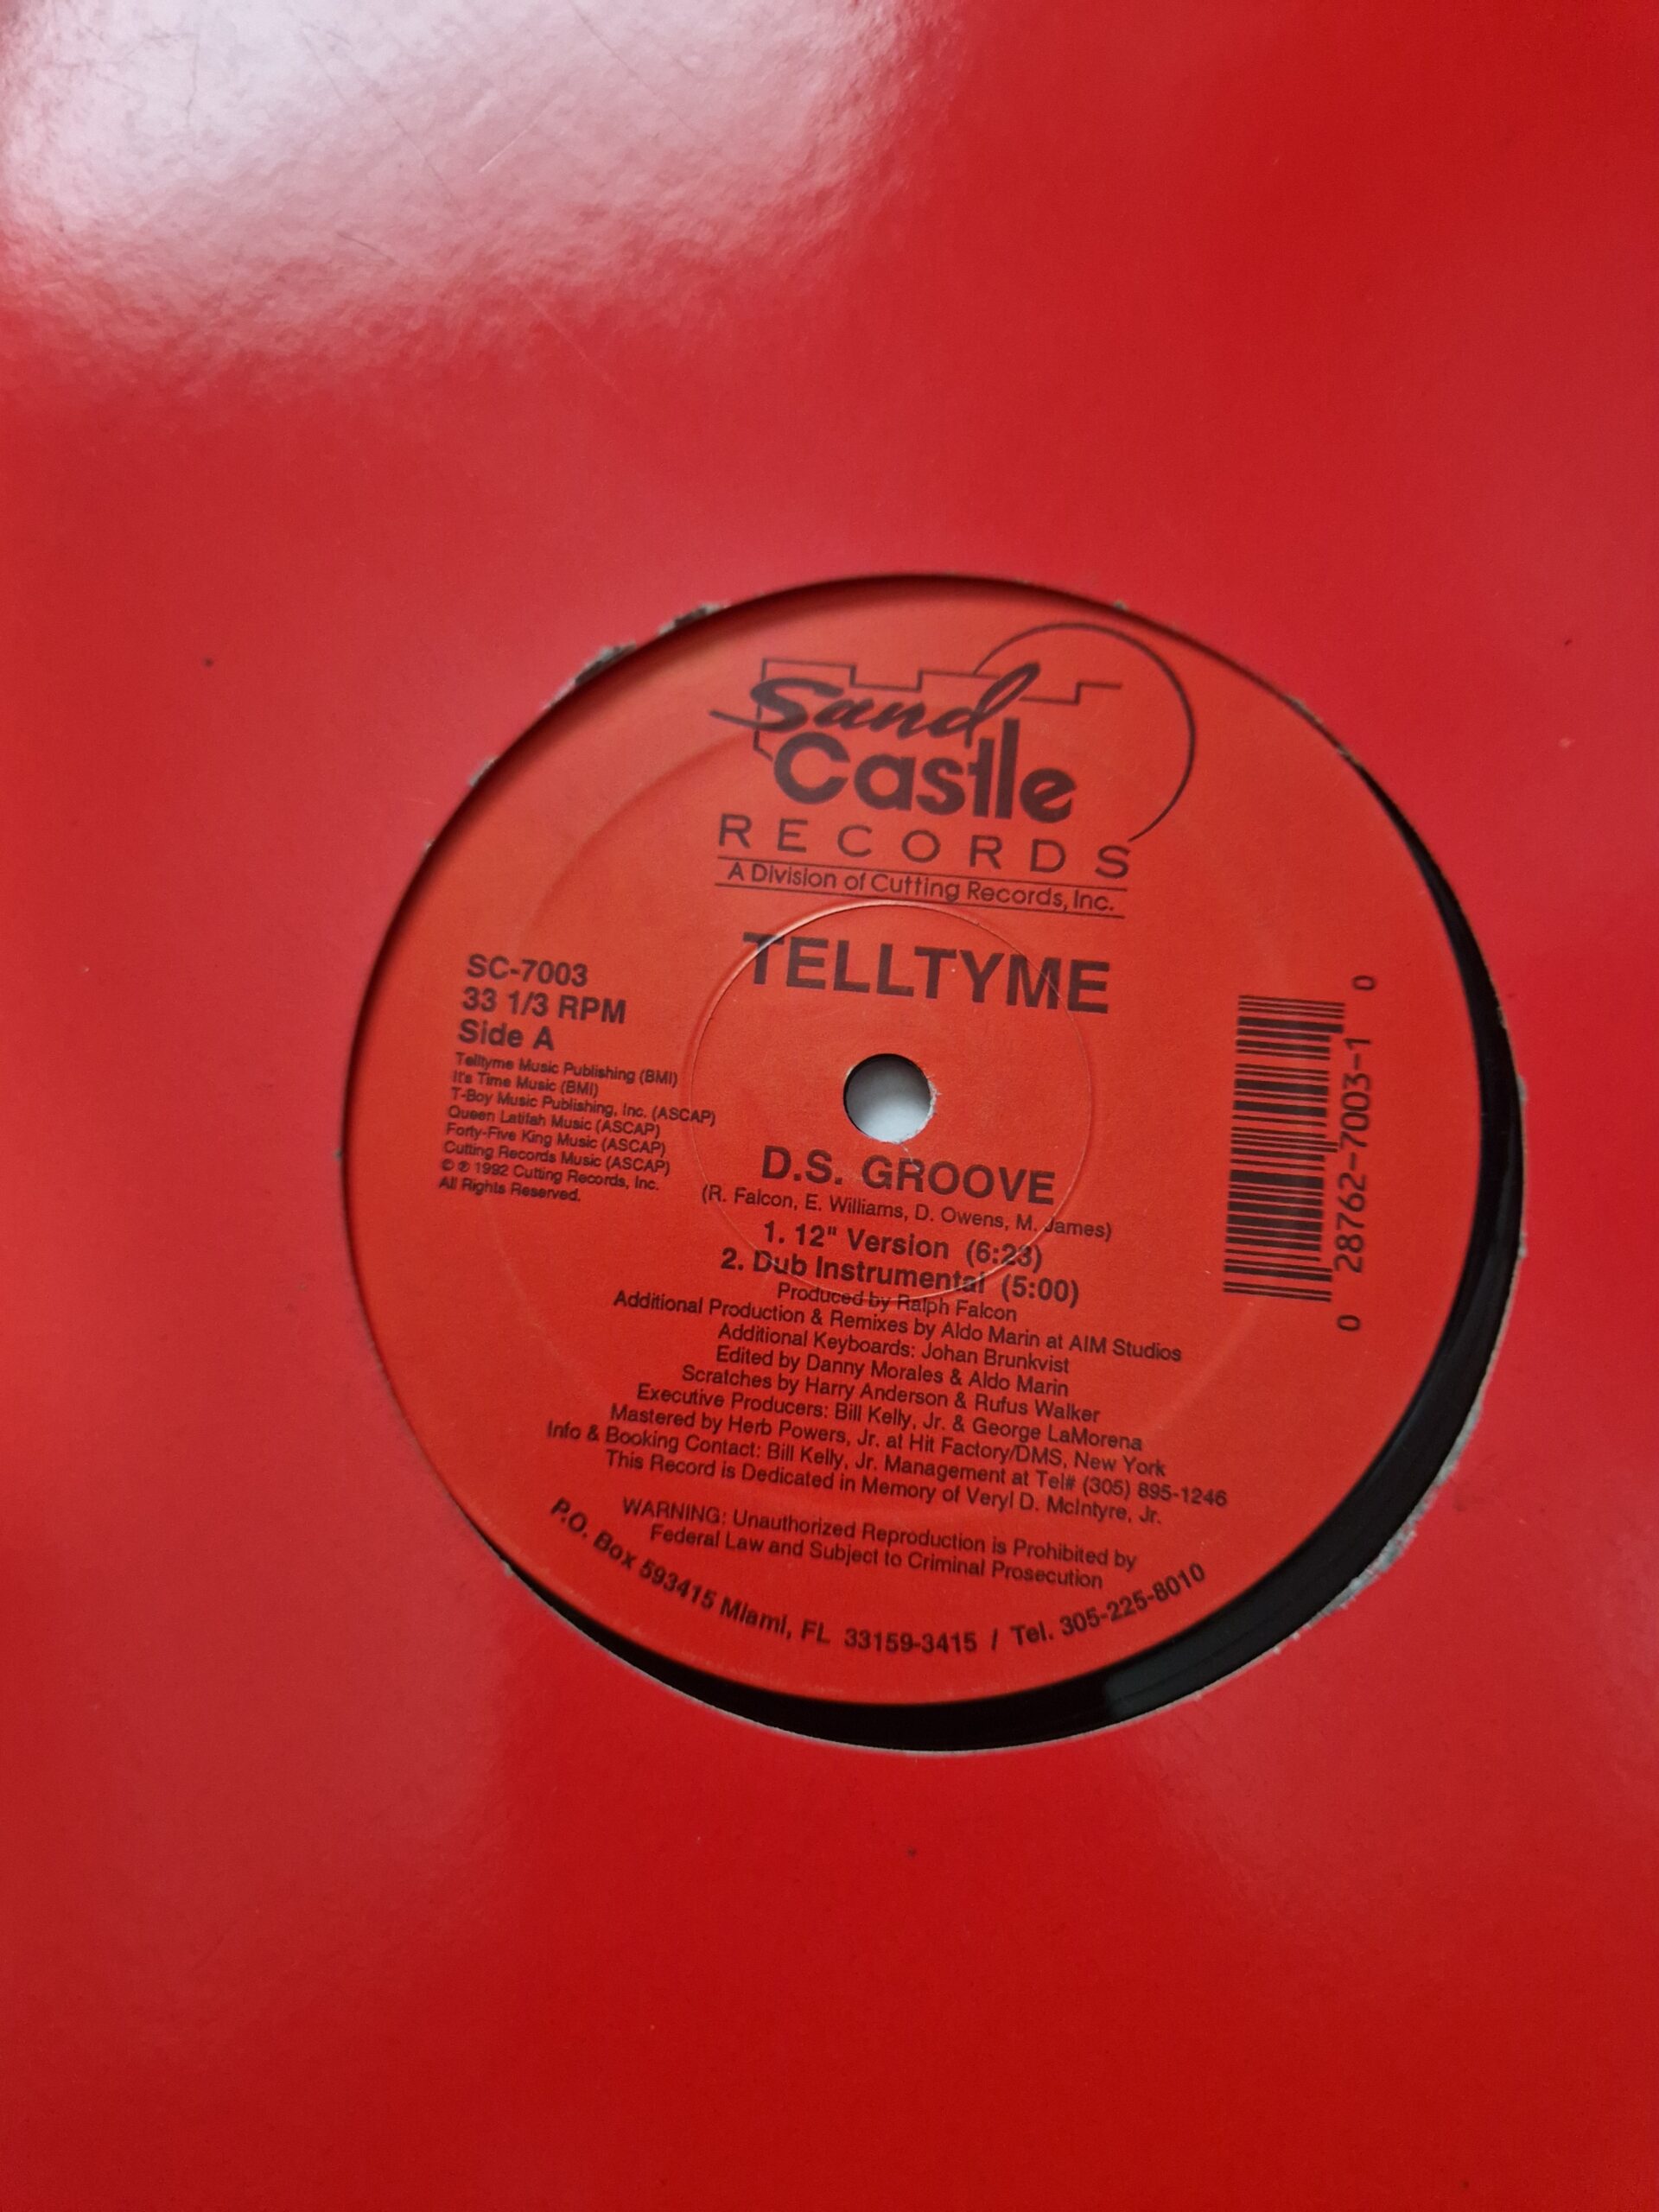 Sand
Castle
RECORDS
A Division of Cutting Records, Inc.
TELLTYME
SC-7003
33 1/3 RPM
Side A
Telltyme Music Publishing (BMI)
It's Time Music (BMI)
T-Boy Music Publishing, Inc. (ASCAP)
Queen Latifah Music (ASCAP)
Forty-Five King Music (ASCAP)
Cutting Records Music (ASCAP)
© ℗ 1992 Cutting Records, Inc.
All Rights Reserved.
0 28762-7003-1 0
D.S. GROOVE
(R. Falcon, E. Williams, D. Owens, M. James)
1. 12" Version (6:23)
2. Dub Instrumental (5:00)
Produced by Ralph Falcon
Additional Production & Remixes by Aldo Marin at AIM Studios
Additional Keyboards: Johan Brunkvist
Edited by Danny Morales & Aldo Marin
Scratches by Harry Anderson & Rufus Walker
Executive Producers: Bill Kelly, Jr. & George LaMorena
Mastered by Herb Powers, Jr. at Hit Factory/DMS, New York
Info & Booking Contact: Bill Kelly, Jr. Management at Tel# (305) 895-1246
This Record is Dedicated in Memory of Veryl D. McIntyre, Jr.
WARNING: Unauthorized Reproduction is Prohibited by
Federal Law and Subject to Criminal Prosecution
P.O. Box 593415 Miami, FL 33159-3415 / Tel. 305-225-8010